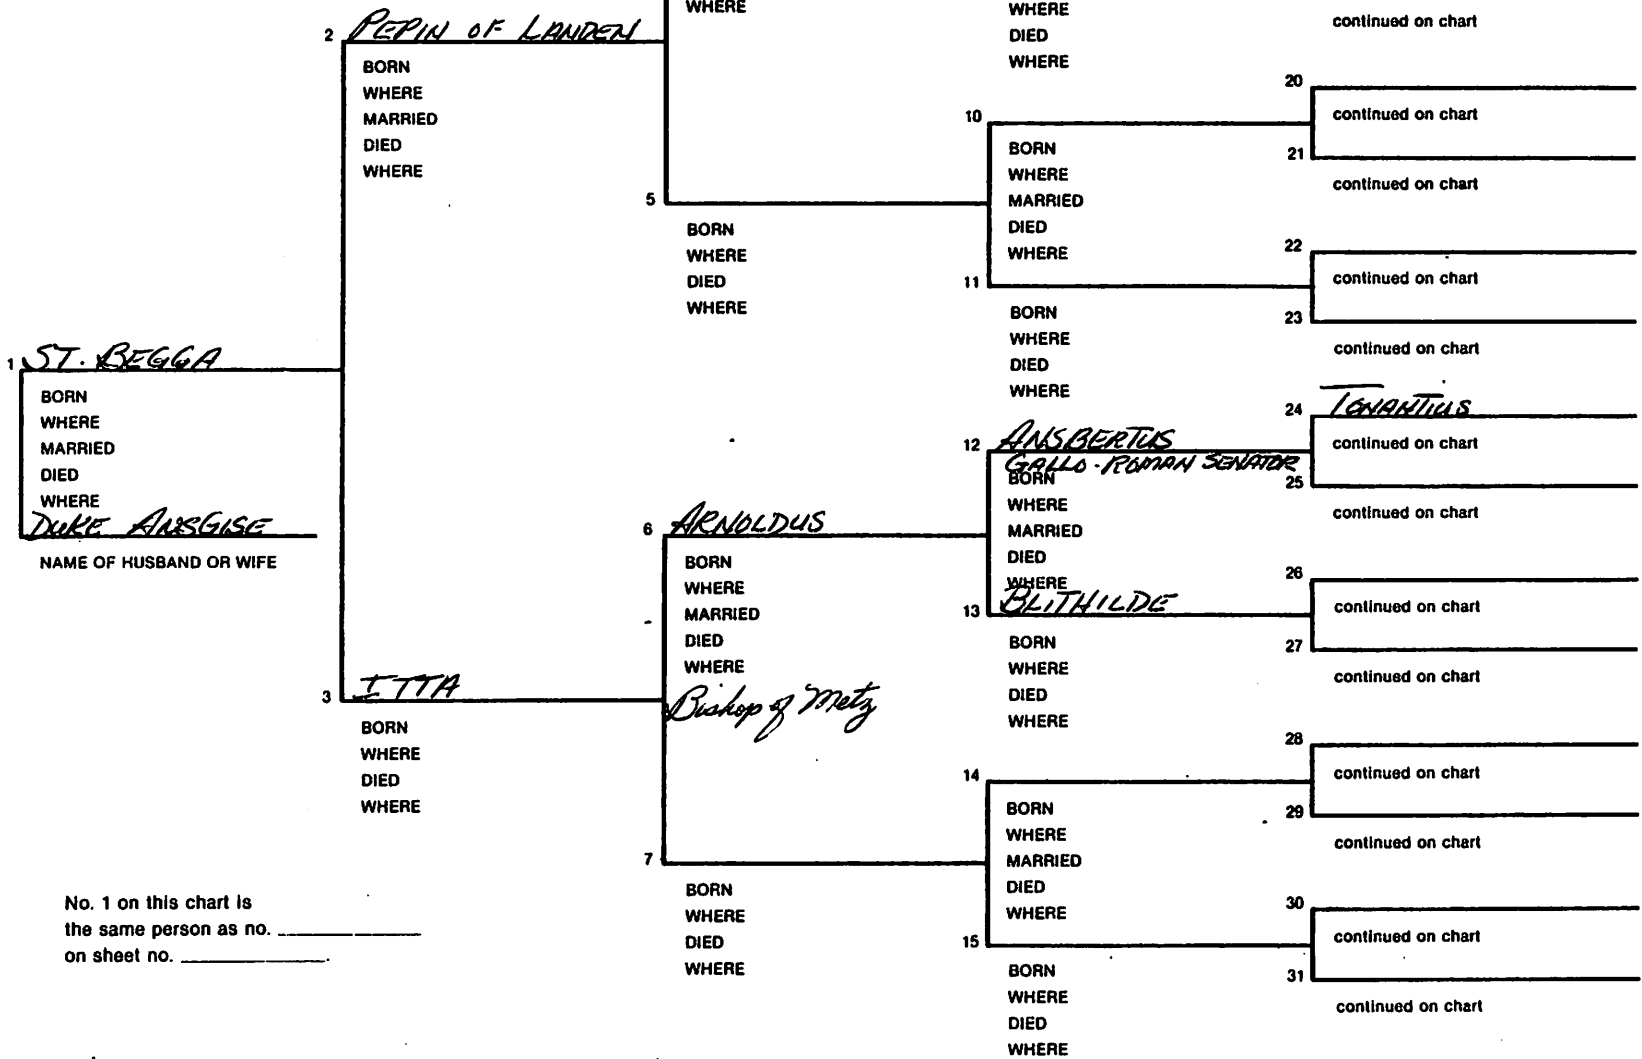 WHERE
2 PEPIN OF LANDEN
BORN
WHERE
MARRIED
DIED
WHERE
WHERE
DIED
WHERE
continued on chart
20
continued on chart
21
continued on chart
10
BORN
WHERE
MARRIED
DIED
WHERE
5
BORN
WHERE
DIED
WHERE
22
continued on chart
23
continued on chart
11
BORN
WHERE
DIED
WHERE
1 ST. BEGGA
BORN
WHERE
MARRIED
DIED
WHERE
DUKE ANSGISE
NAME OF HUSBAND OR WIFE
24 TONANTIUS
continued on chart
25
continued on chart
12 ANSBERTUS
GALLO-ROMAN SENATOR
BORN
WHERE
MARRIED
DIED
WHERE
6 ARNOLDUS
BORN
WHERE
MARRIED
DIED
WHERE
Bishop of Metz
26
continued on chart
27
continued on chart
13 BLITHILDE
BORN
WHERE
DIED
WHERE
3 ITTA
BORN
WHERE
DIED
WHERE
28
continued on chart
29
continued on chart
14
BORN
WHERE
MARRIED
DIED
WHERE
7
BORN
WHERE
DIED
WHERE
30
continued on chart
31
continued on chart
15
BORN
WHERE
DIED
WHERE
No. 1 on this chart is
the same person as no. ____________
on sheet no. ____________.